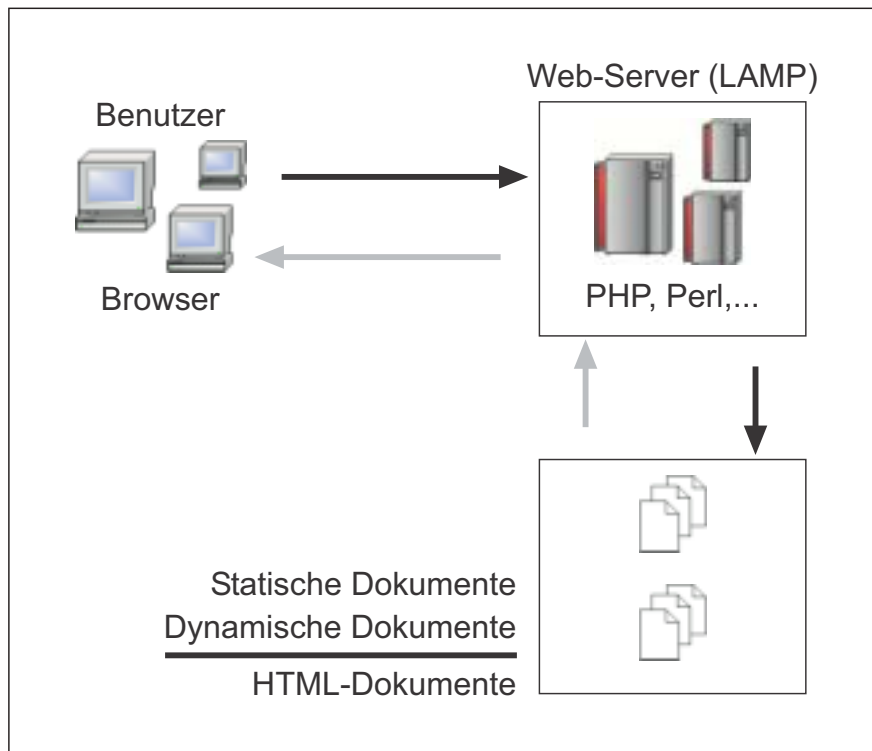 Web-Server (LAMP)
Benutzer
Browser
PHP, Perl,...
Statische Dokumente
Dynamische Dokumente
HTML-Dokumente